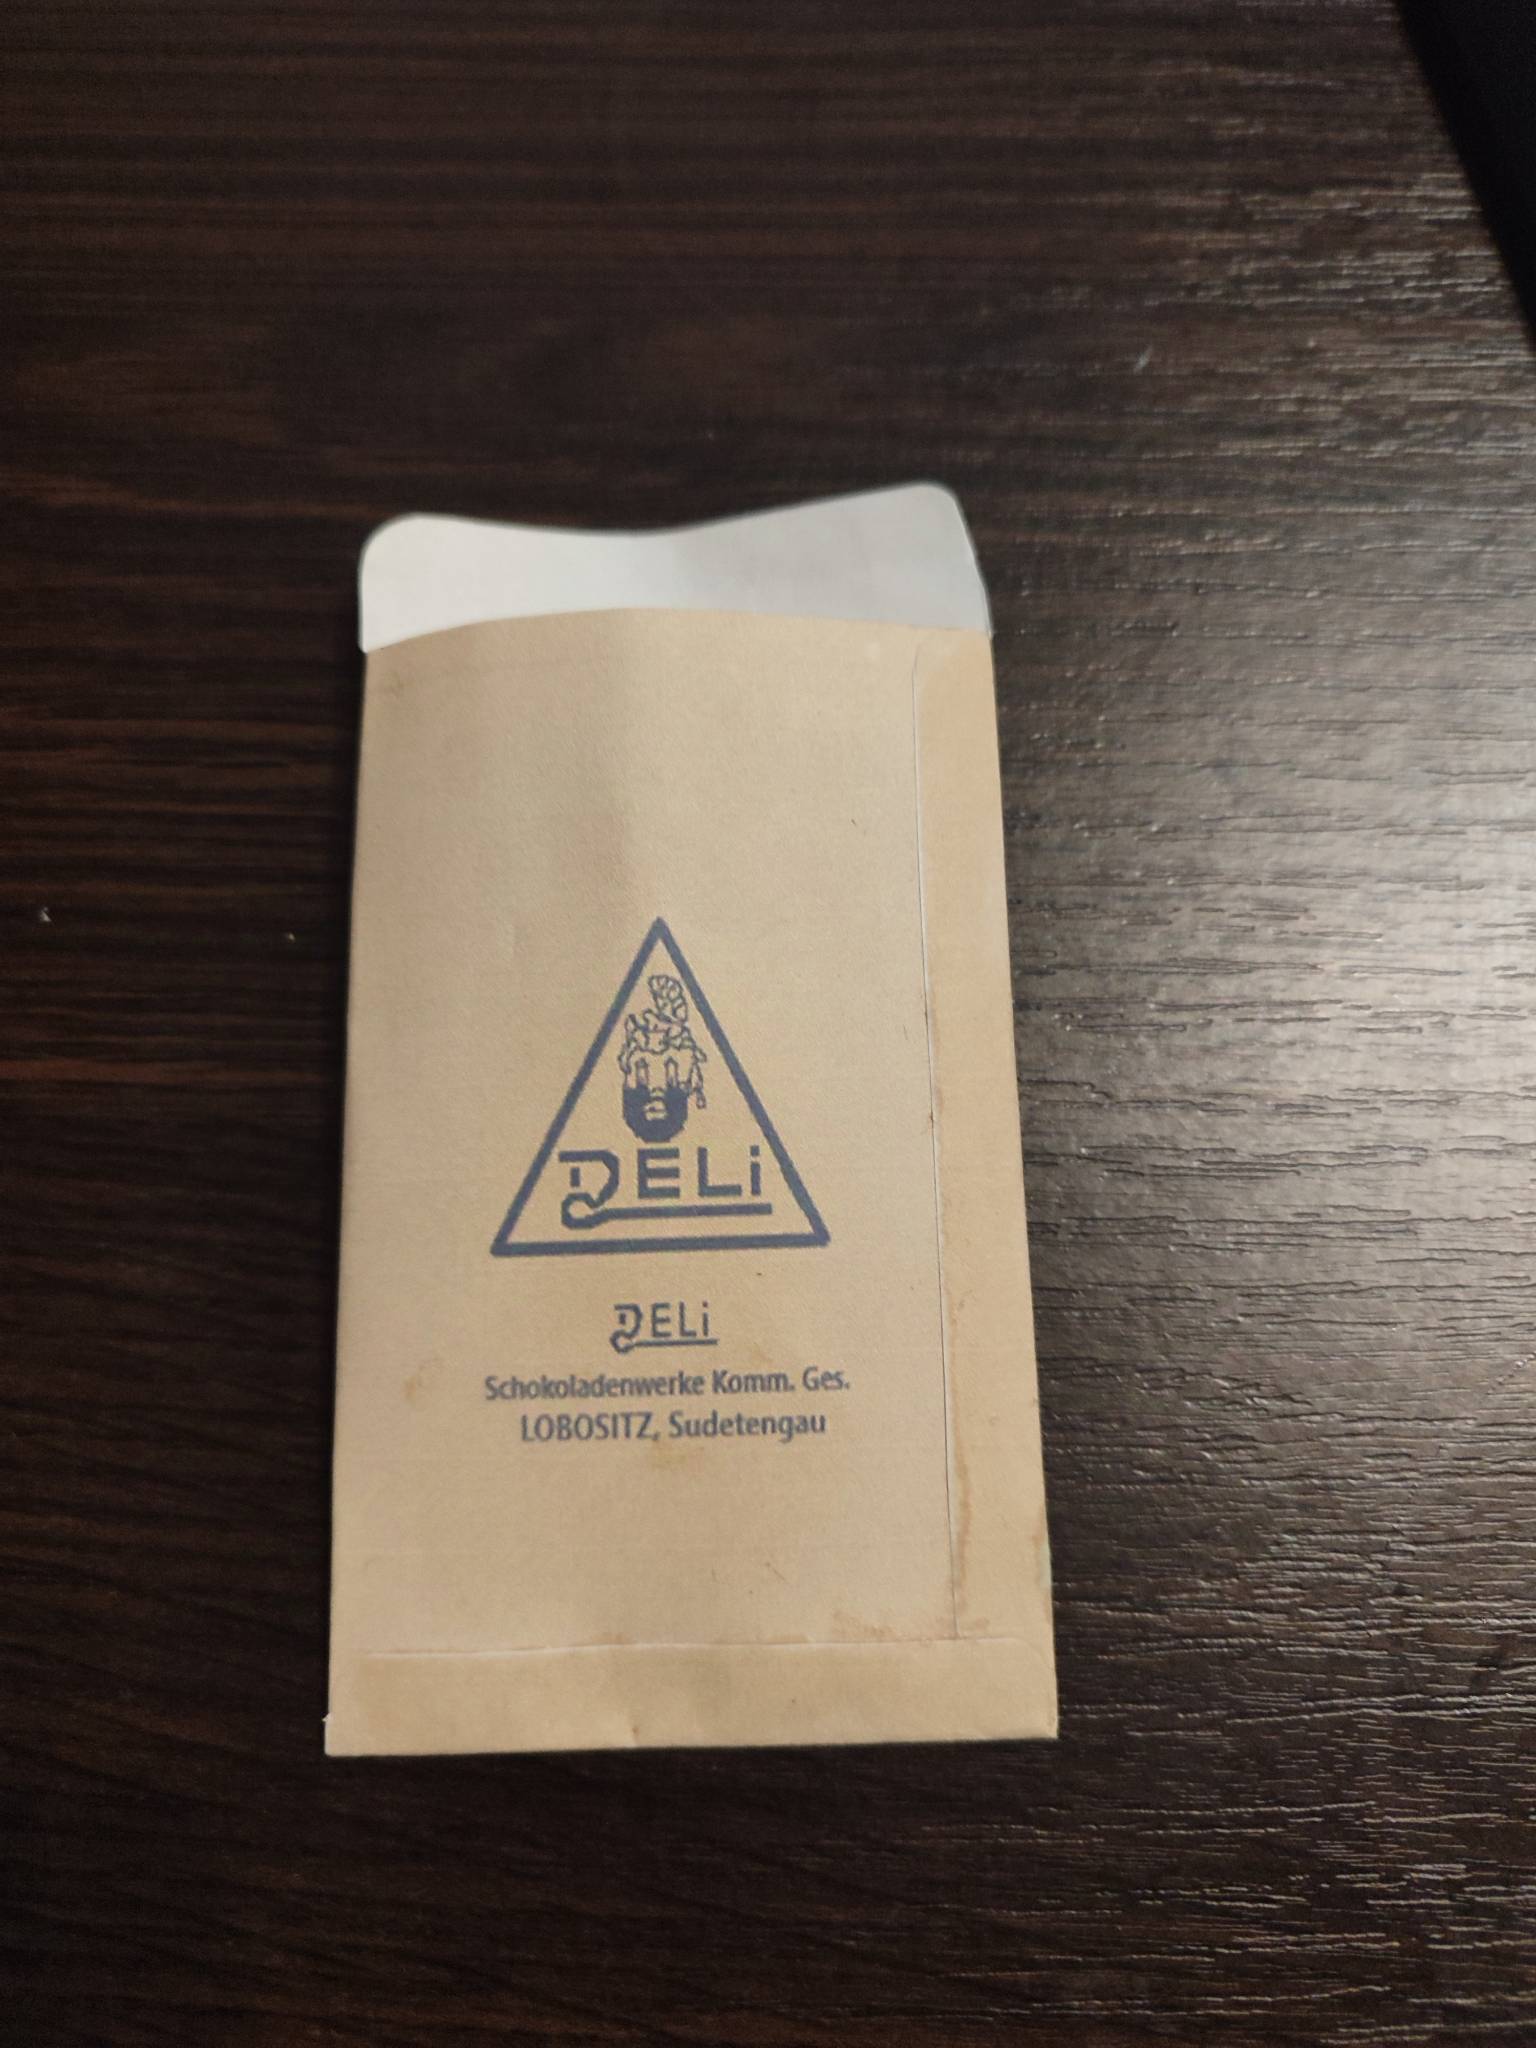 DELi
DELi
Schokoladenwerke Komm. Ges.
LOBOSITZ, Sudetengau